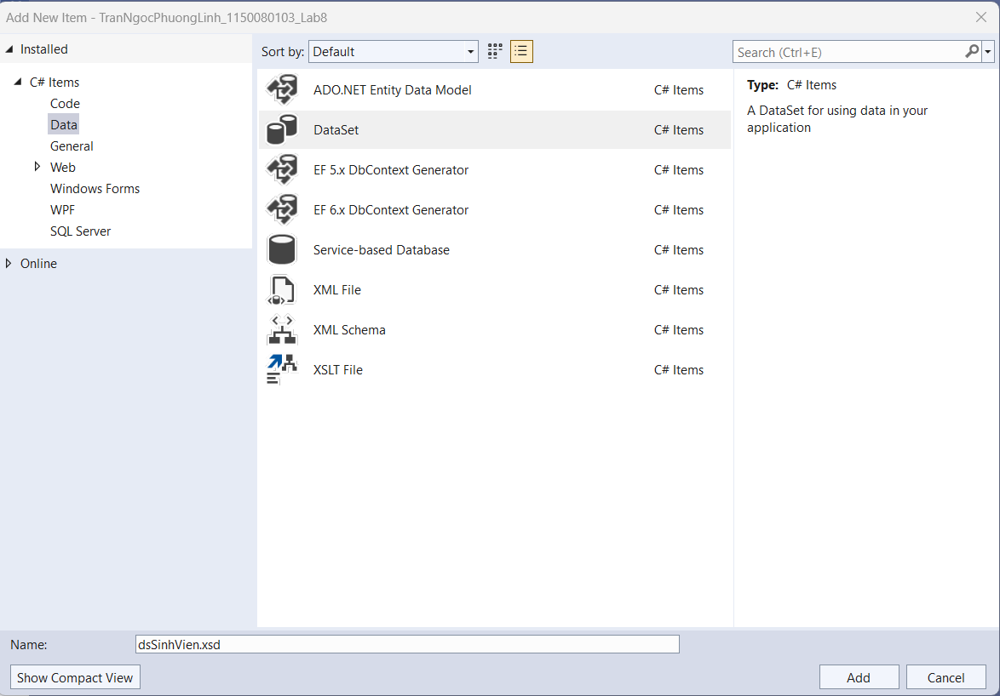 Add New Item - TranNgocPhuongLinh_1150080103_Lab8
Installed
C# Items
Code
Data
General
Web
Windows Forms
WPF
SQL Server
Online
Sort by: Default
ADO.NET Entity Data Model C# Items
DataSet C# Items
EF 5.x DbContext Generator C# Items
EF 6.x DbContext Generator C# Items
Service-based Database C# Items
XML File C# Items
XML Schema C# Items
XSLT File C# Items
Search (Ctrl+E)
Type: C# Items
A DataSet for using data in your
application
Name: dsSinhVien.xsd
Show Compact View Add Cancel